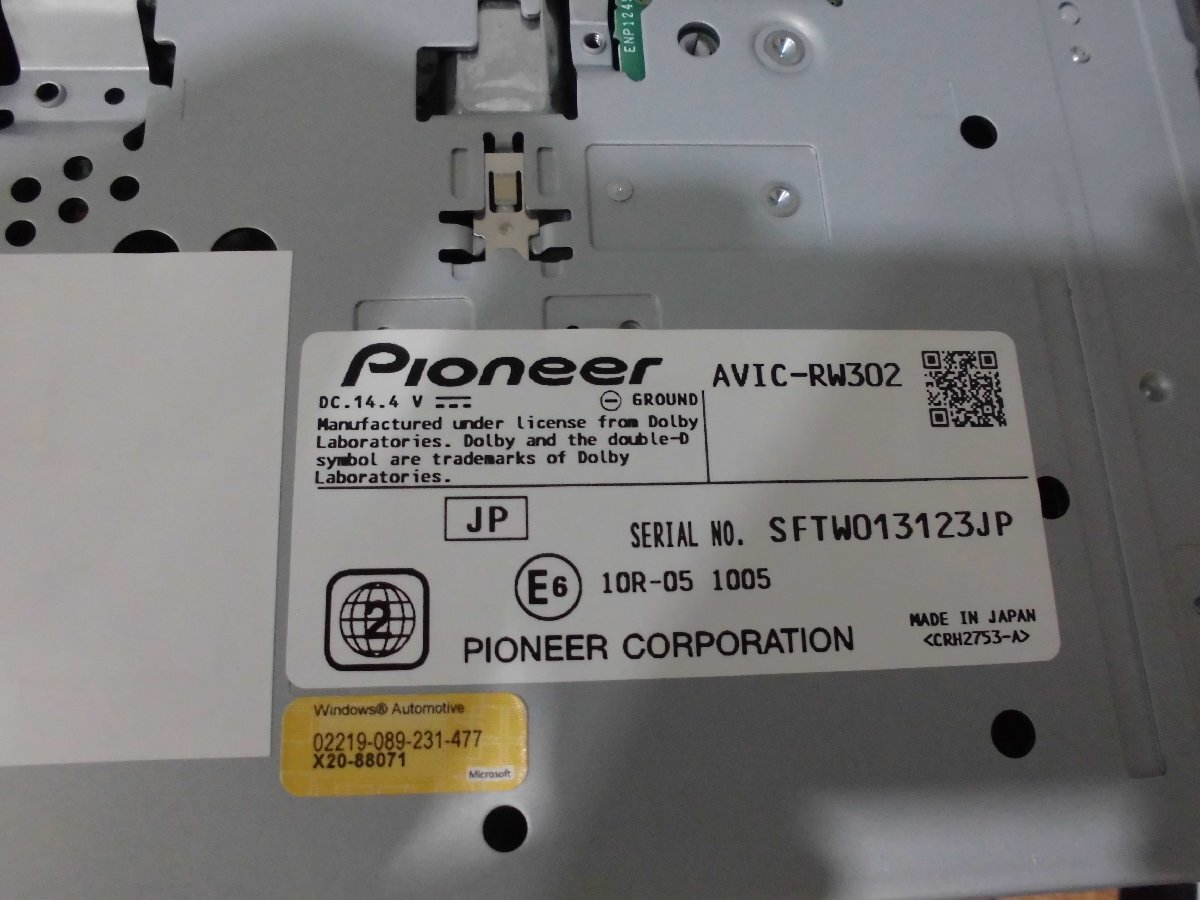 ENP124
Pioneer
AVIC-RW302
DC.14.4 V
GROUND
Manufactured under license from Dolby
Laboratories. Dolby and the double-D
symbol are trademarks of Dolby
Laboratories.
JP
SERIAL NO. SFTW013123JP
E6 10R-05 1005
2
PIONEER CORPORATION
MADE IN JAPAN
<CRH2753-A>
Windows® Automotive
02219-089-231-477
X20-88071
Microsoft